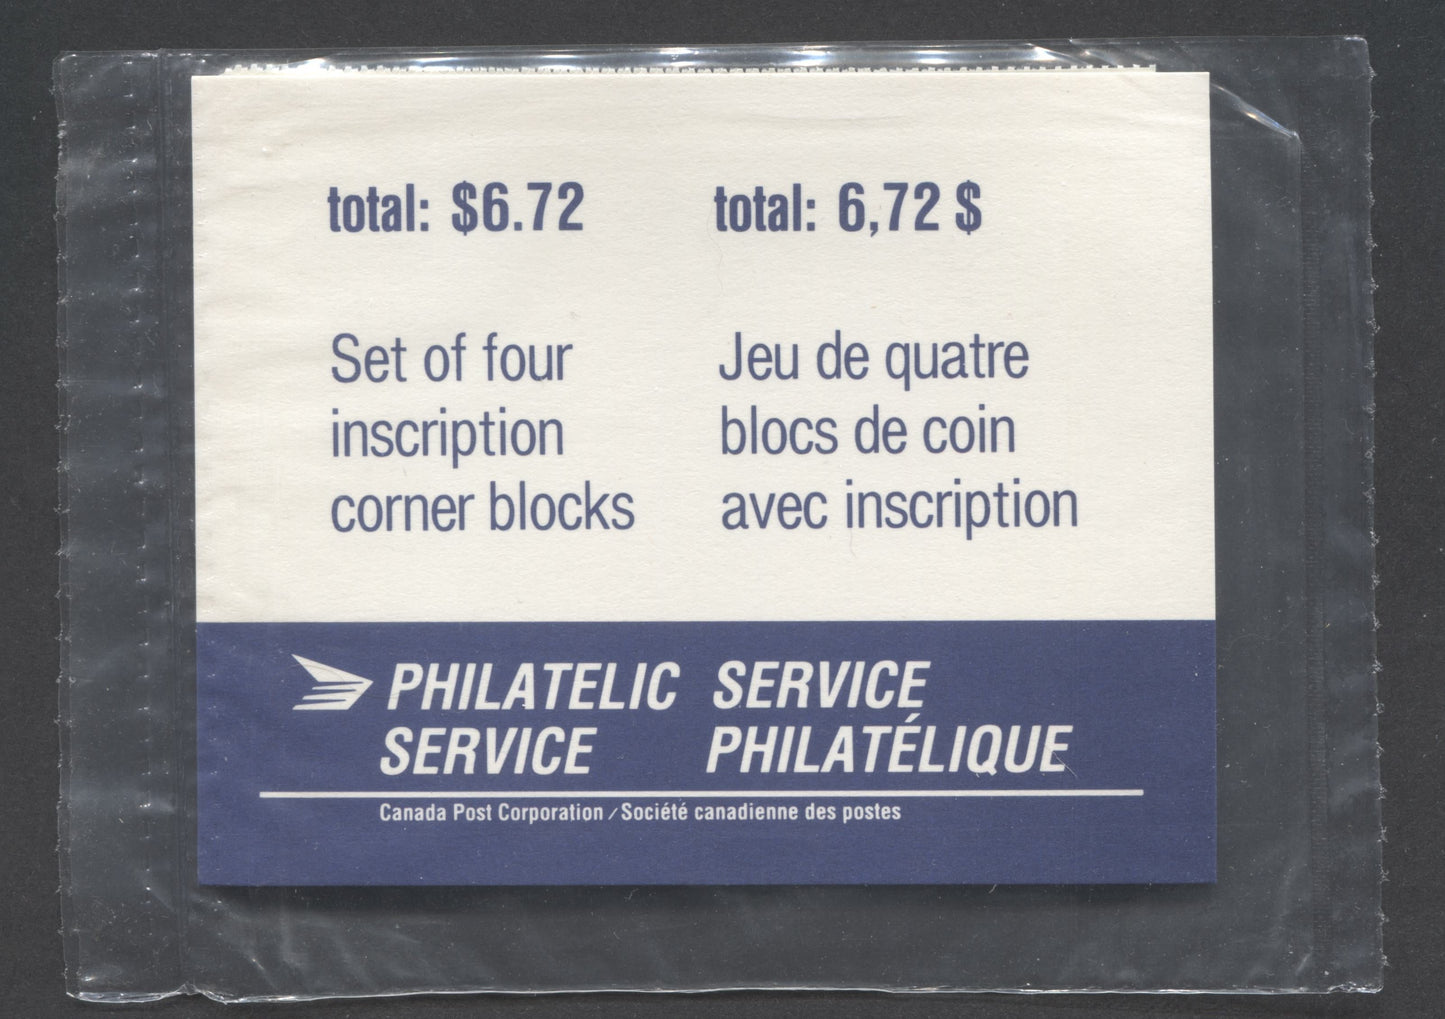 total: $6.72
total: 6,72 $
Set of four
inscription
corner blocks
Jeu de quatre
blocs de coin
avec inscription
PHILATELIC
SERVICE
SERVICE
PHILATÉLIQUE
Canada Post Corporation / Société canadienne des postes